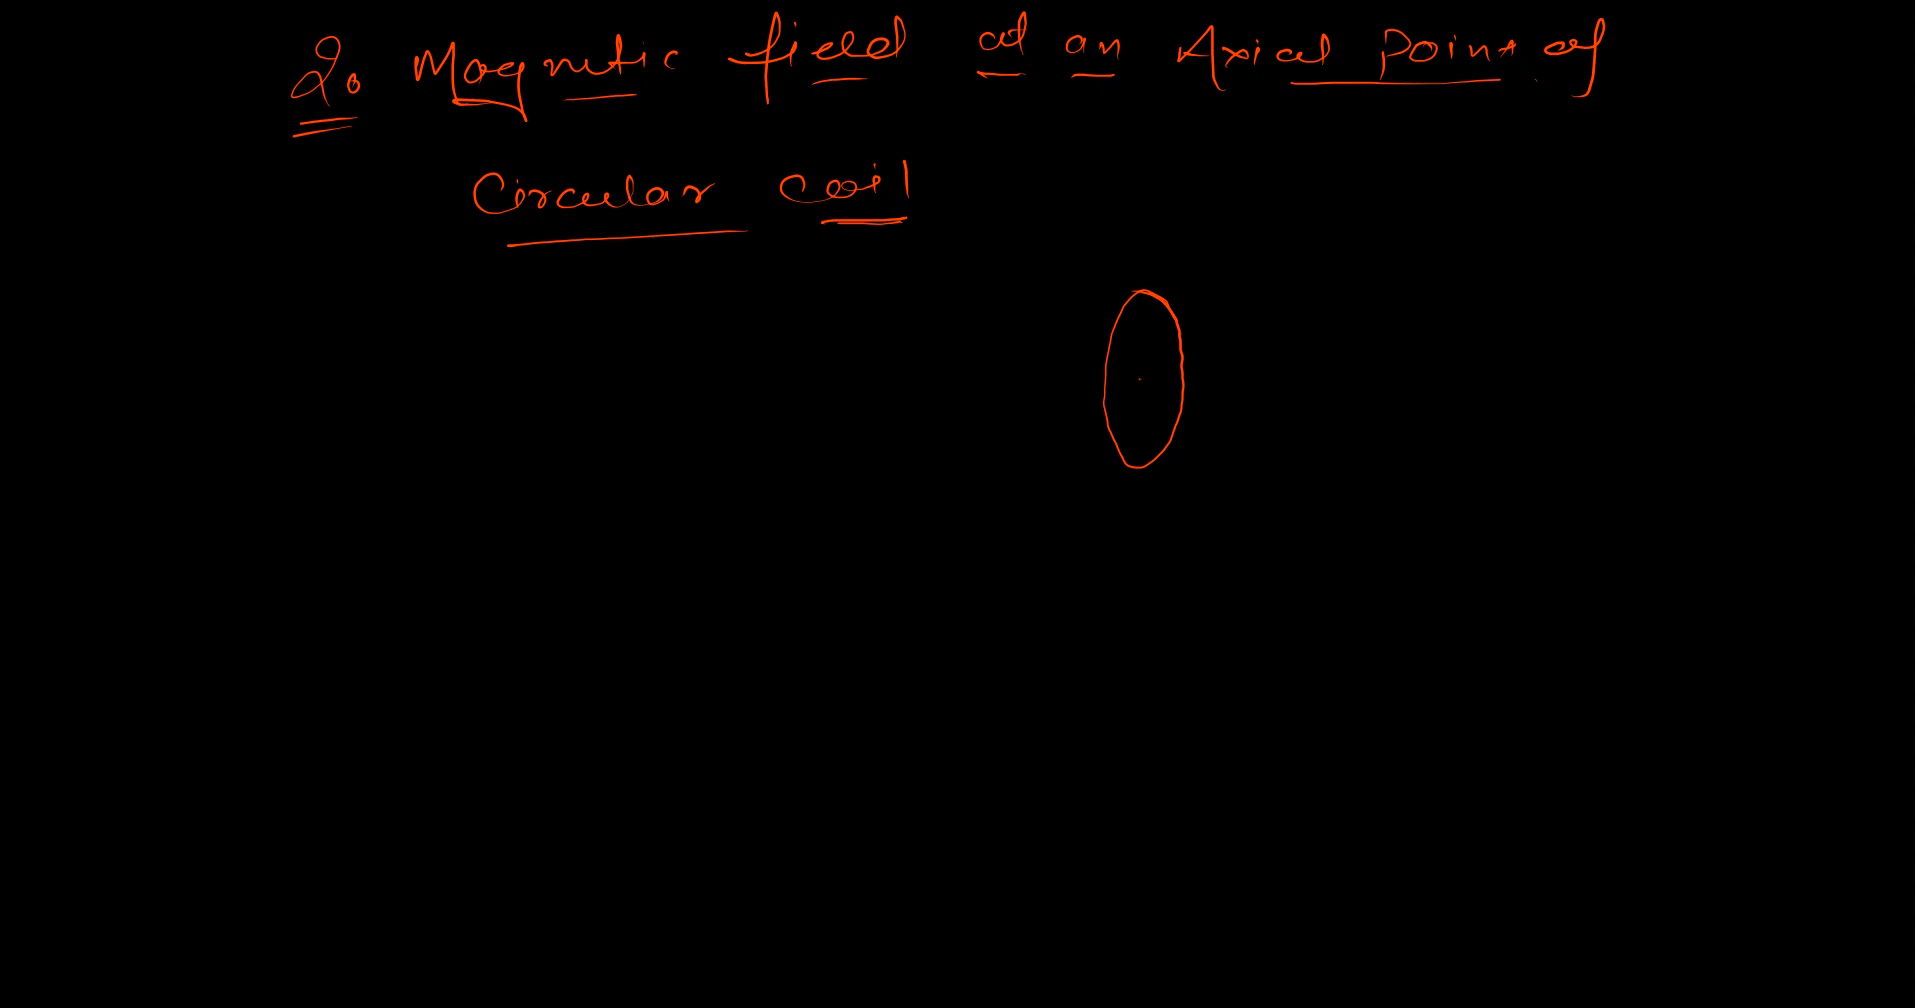 2. Magnetic field at an Axial Point of
Circular coil